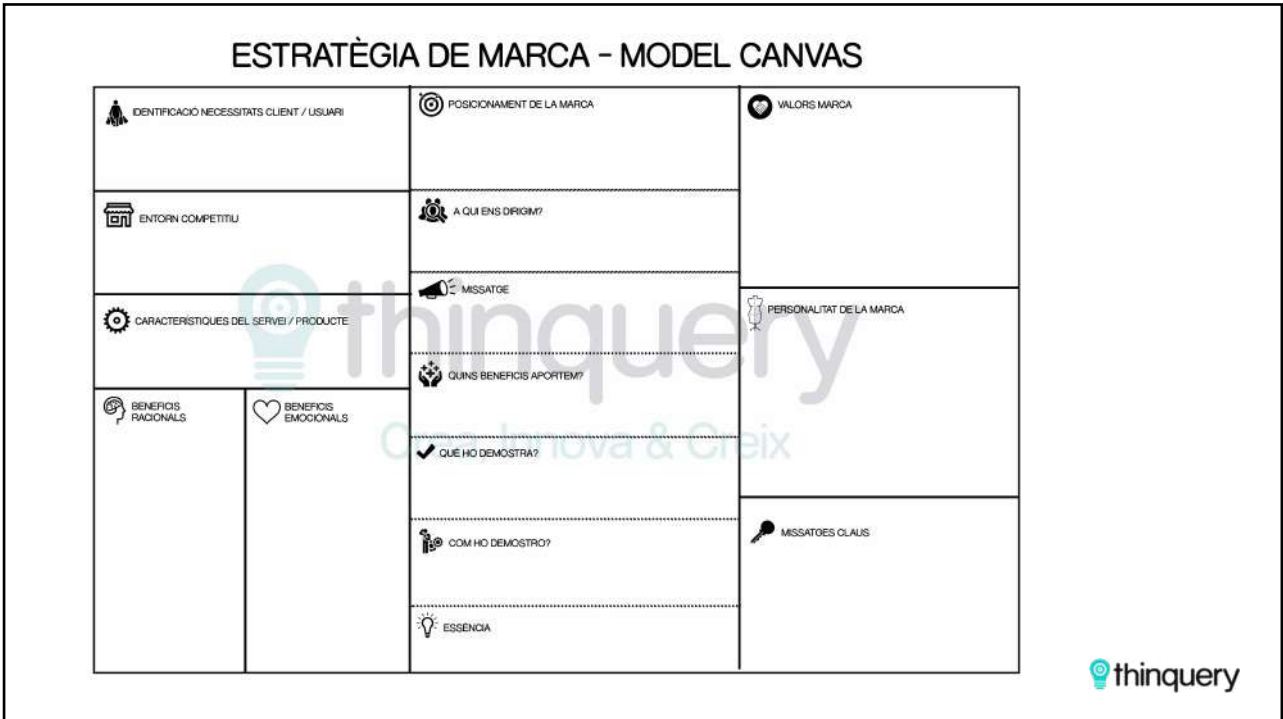 ESTRATÈGIA DE MARCA - MODEL CANVAS
IDENTIFICACIÓ NECESSITATS CLIENT / USUARI
ENTORN COMPETITIU
CARACTERÍSTIQUES DEL SERVEI / PRODUCTE
BENEFICIS
RACIONALS
BENEFICIS
EMOCIONALS
POSICIONAMENT DE LA MARCA
A QUI ENS DIRIGIM?
MISSATGE
QUINS BENEFICIS APORTEM?
QUÈ HO DEMOSTRA?
COM HO DEMOSTRO?
ESSÈNCIA
VALORS MARCA
PERSONALITAT DE LA MARCA
MISSATGES CLAUS
thinquery
Crea Innova & Creix
thinquery